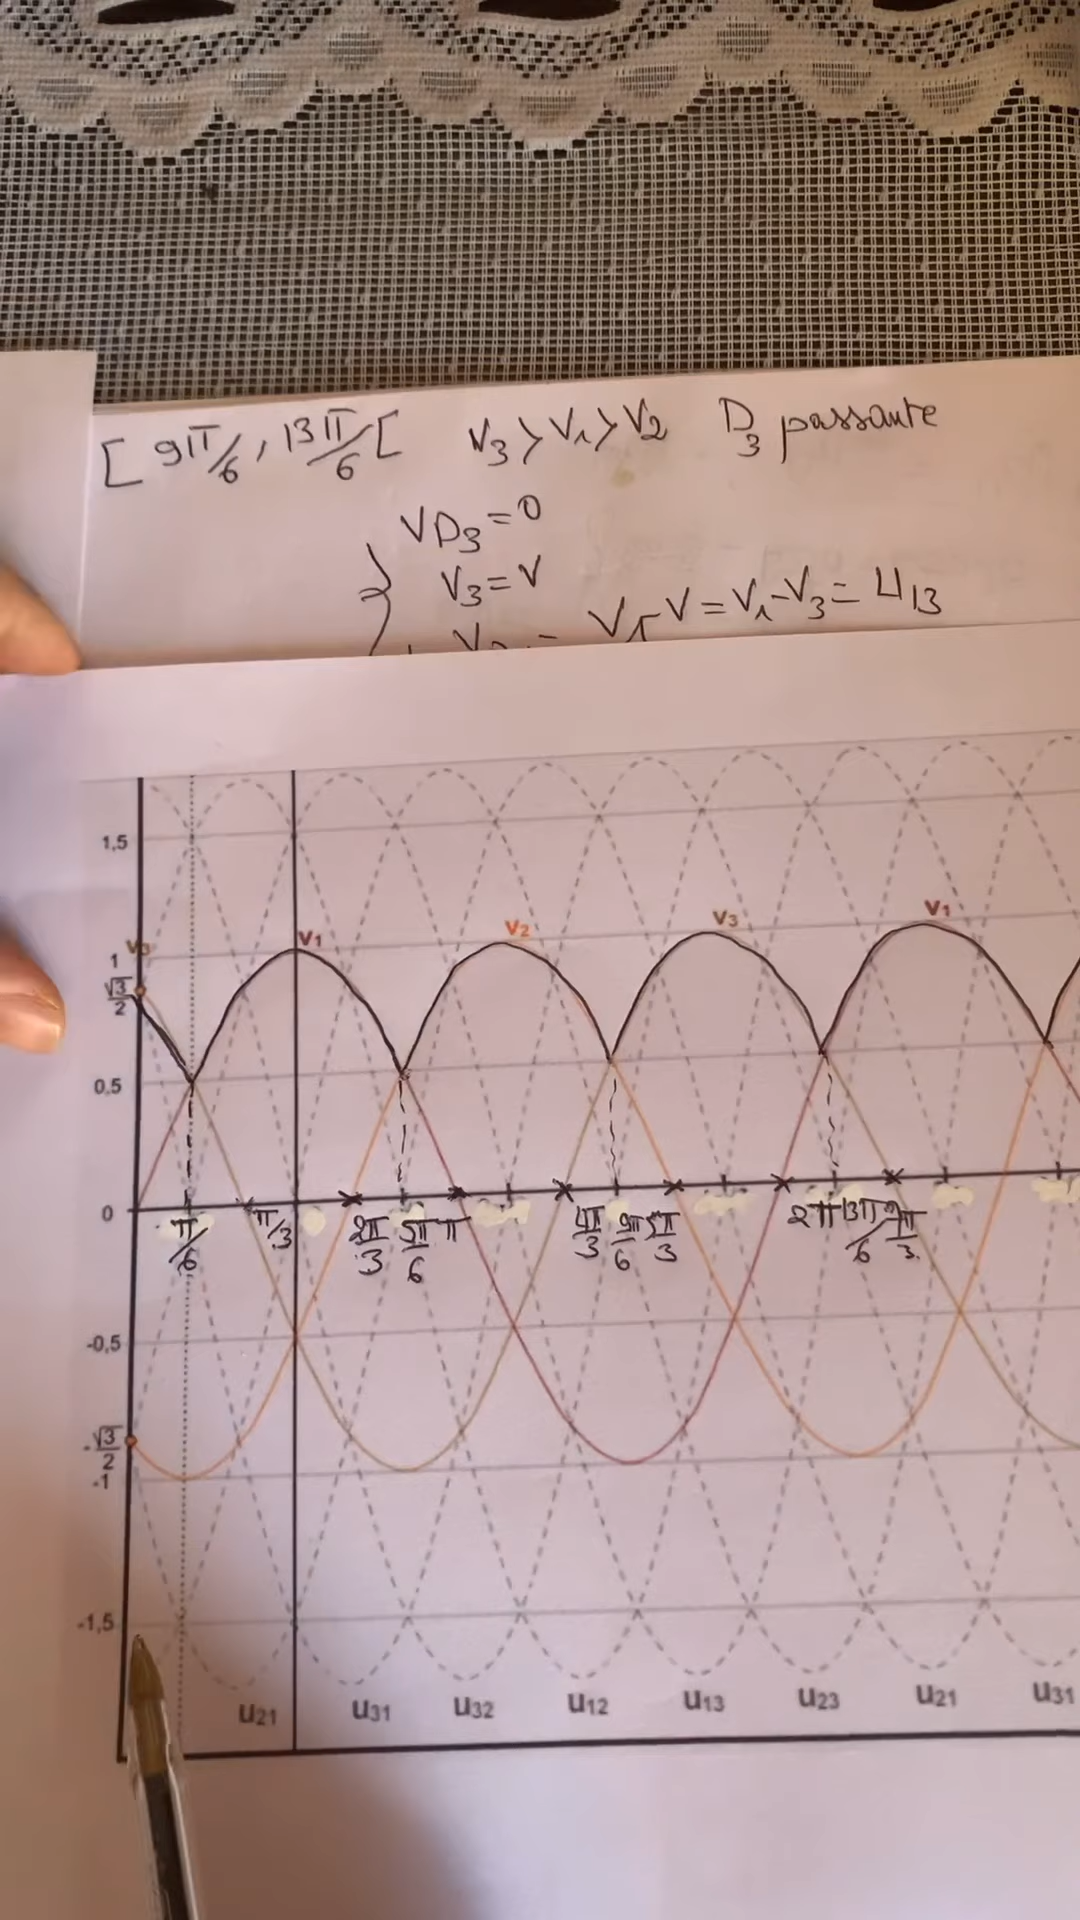 [ 9π/6, 13π/6 [ V₃>V₁>V₂ D₃ passante
VD₃=0
V₃=V
V₁-V=V₁-V₃=U₁₃
1,5
V₃ V₁ V₂ V₃ V₁
1
√3/2
0,5
0
π/6 π/3 2π/3 5π/6 π 4π/3 9π/6 5π/3 2π 13π/6 7π/3
-0,5
-√3/2
-1
-1,5
u₂₁ u₃₁ u₃₂ u₁₂ u₁₃ u₂₃ u₂₁ u₃₁